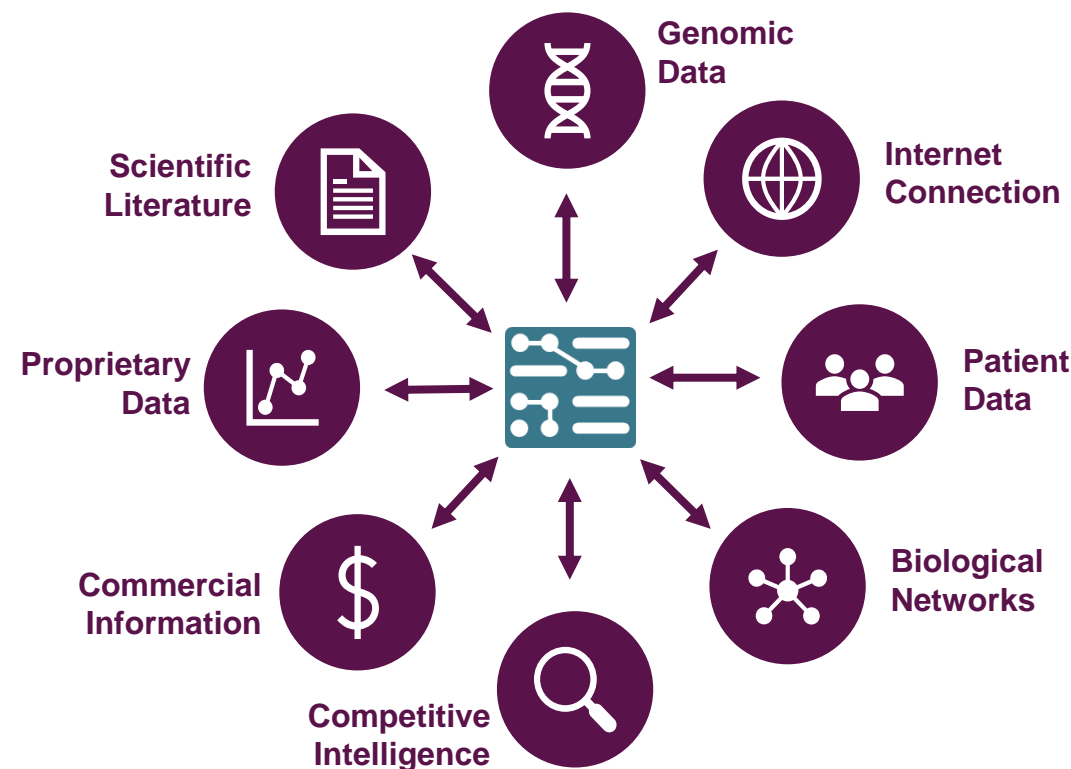 Genomic
Data
Internet
Connection
Scientific
Literature
Patient
Data
Proprietary
Data
Biological
Networks
Commercial
Information
Competitive
Intelligence